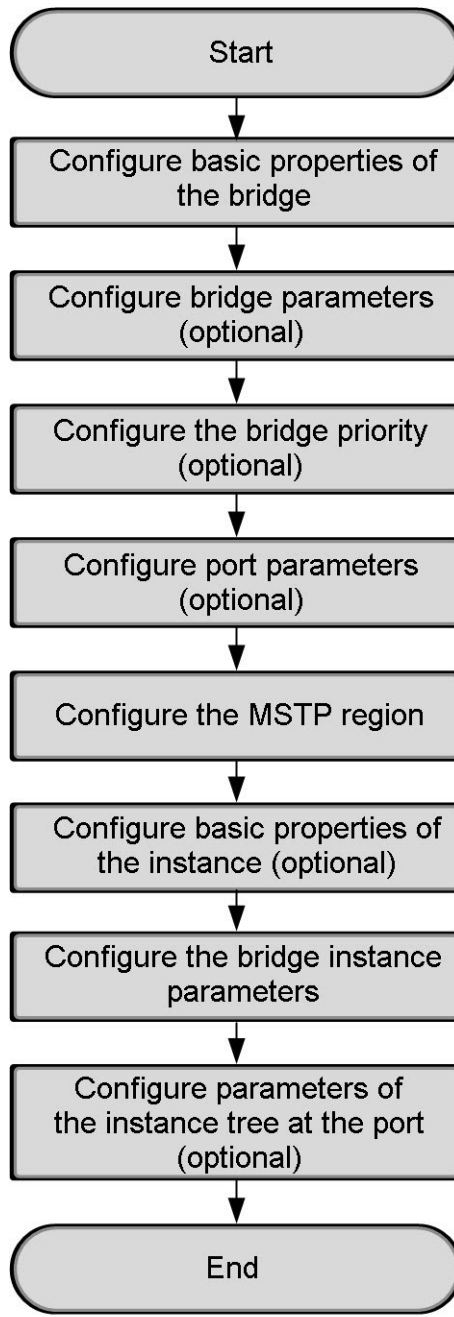 Start
Configure basic properties of
the bridge
Configure bridge parameters
(optional)
Configure the bridge priority
(optional)
Configure port parameters
(optional)
Configure the MSTP region
Configure basic properties of
the instance (optional)
Configure the bridge instance
parameters
Configure parameters of
the instance tree at the port
(optional)
End